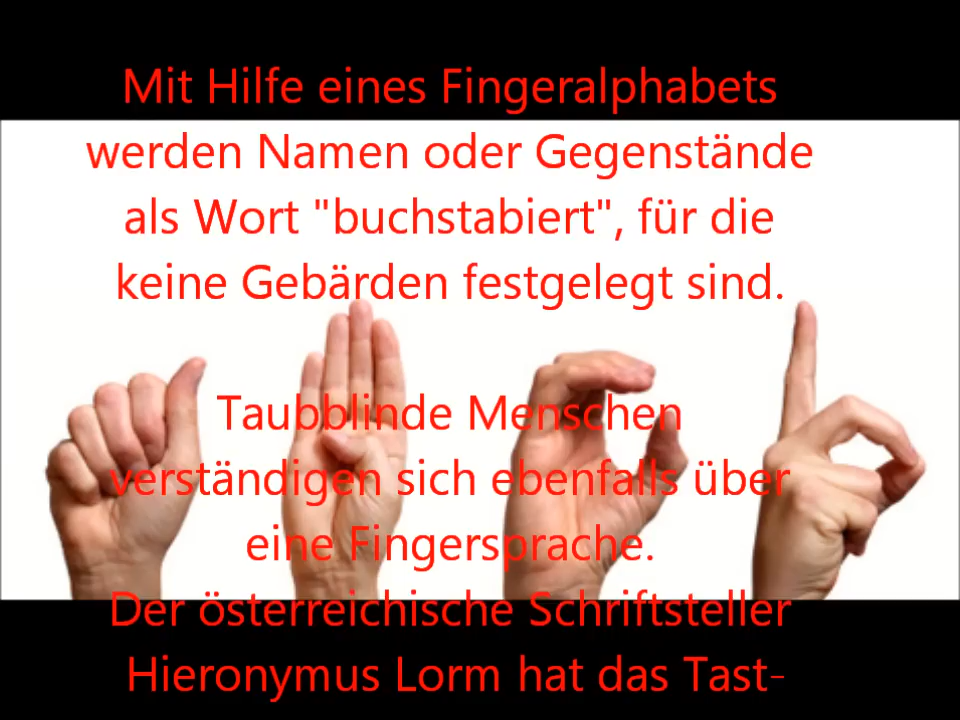 Mit Hilfe eines Fingeralphabets
werden Namen oder Gegenstände
als Wort "buchstabiert", für die
keine Gebärden festgelegt sind.
Taubblinde Menschen
verständigen sich ebenfalls über
eine Fingersprache.
Der österreichische Schriftsteller
Hieronymus Lorm hat das Tast-